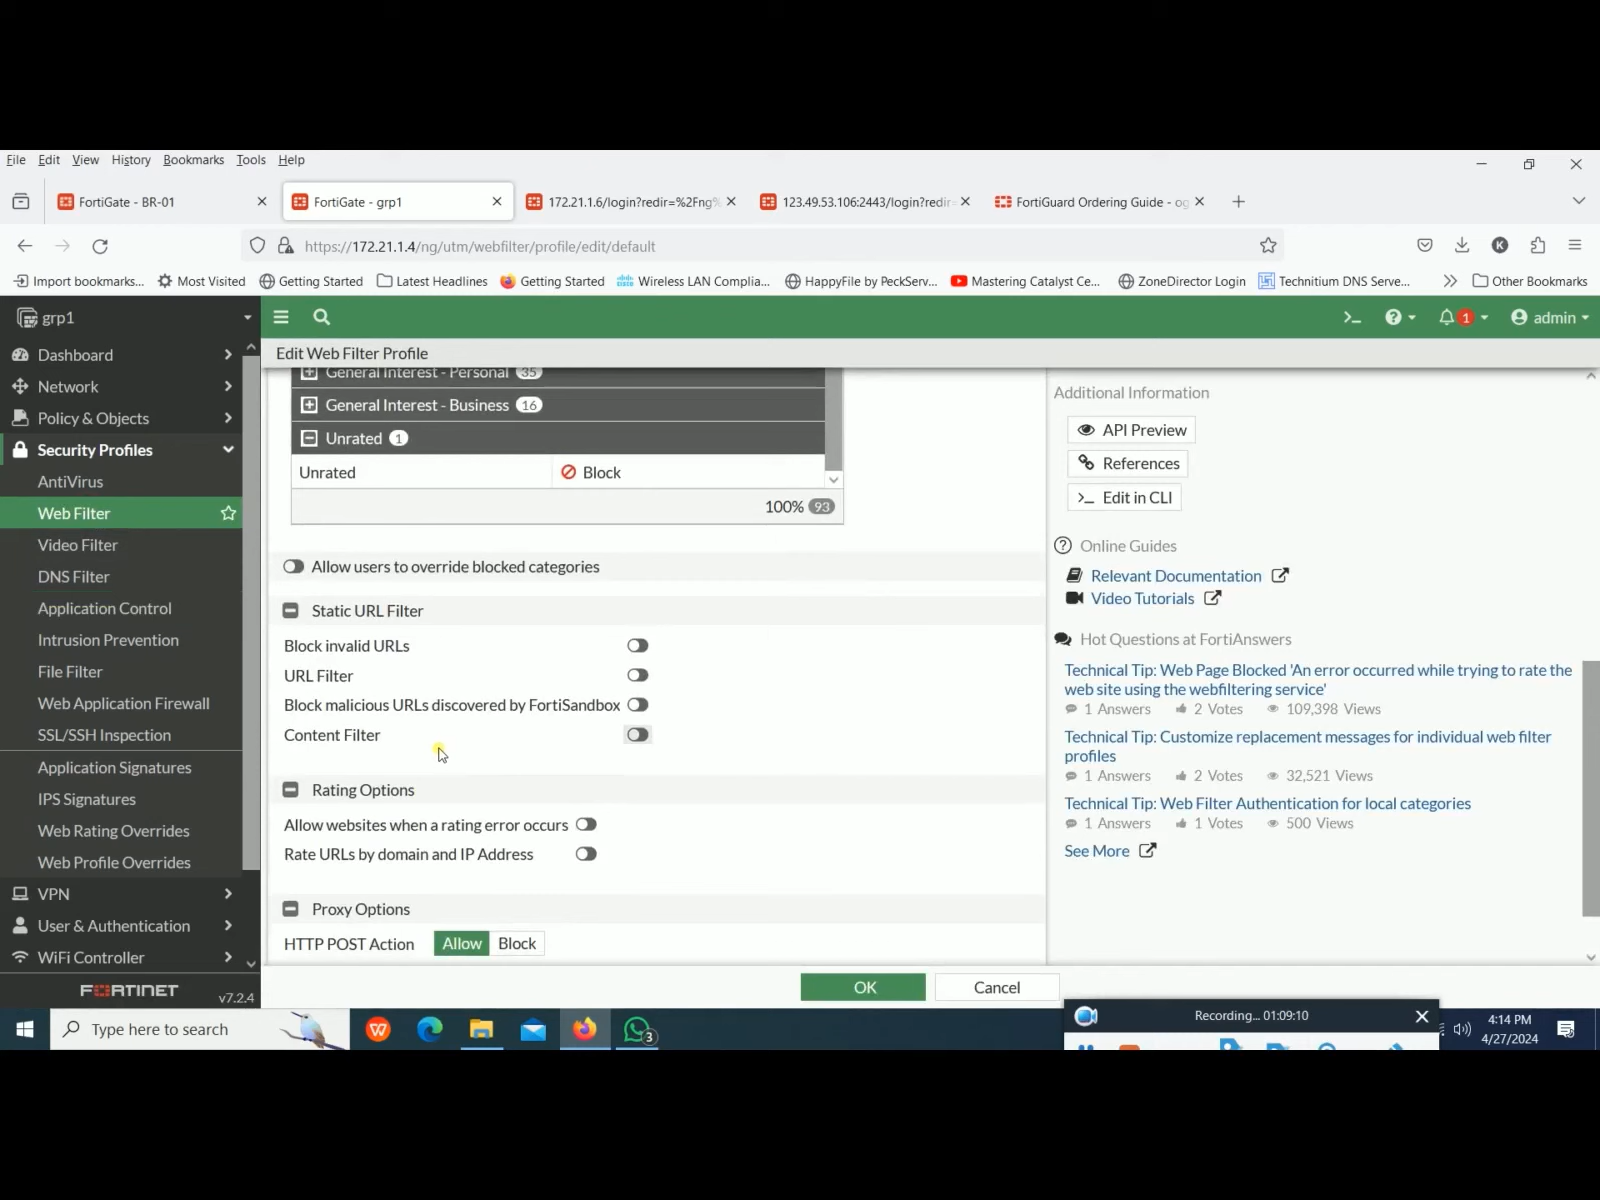 File Edit View History Bookmarks Tools Help
FortiGate - BR-01
FortiGate - grp1
172.21.1.6/login?redir=%2Fng%
123.49.53.106:2443/login?redir=
FortiGuard Ordering Guide - og
https://172.21.1.4/ng/utm/webfilter/profile/edit/default
K
Import bookmarks... Most Visited Getting Started Latest Headlines Getting Started Wireless LAN Complia... HappyFile by PeckServ... Mastering Catalyst Ce... ZoneDirector Login Technitium DNS Serve... Other Bookmarks
grp1
1
admin
Dashboard
Network
Policy & Objects
Security Profiles
AntiVirus
Web Filter
Video Filter
DNS Filter
Application Control
Intrusion Prevention
File Filter
Web Application Firewall
SSL/SSH Inspection
Application Signatures
IPS Signatures
Web Rating Overrides
Web Profile Overrides
VPN
User & Authentication
WiFi Controller
FORTINET
v7.2.4
Edit Web Filter Profile
General Interest - Personal 35
General Interest - Business 16
Unrated 1
Unrated Block
100% 93
Allow users to override blocked categories
Static URL Filter
Block invalid URLs
URL Filter
Block malicious URLs discovered by FortiSandbox
Content Filter
Rating Options
Allow websites when a rating error occurs
Rate URLs by domain and IP Address
Proxy Options
HTTP POST Action Allow Block
OK Cancel
Additional Information
API Preview
References
>_ Edit in CLI
Online Guides
Relevant Documentation
Video Tutorials
Hot Questions at FortiAnswers
Technical Tip: Web Page Blocked 'An error occurred while trying to rate the
web site using the webfiltering service'
1 Answers 2 Votes 109,398 Views
Technical Tip: Customize replacement messages for individual web filter
profiles
1 Answers 2 Votes 32,521 Views
Technical Tip: Web Filter Authentication for local categories
1 Answers 1 Votes 500 Views
See More
Type here to search
W
3
Recording... 01:09:10
4:14 PM
4/27/2024